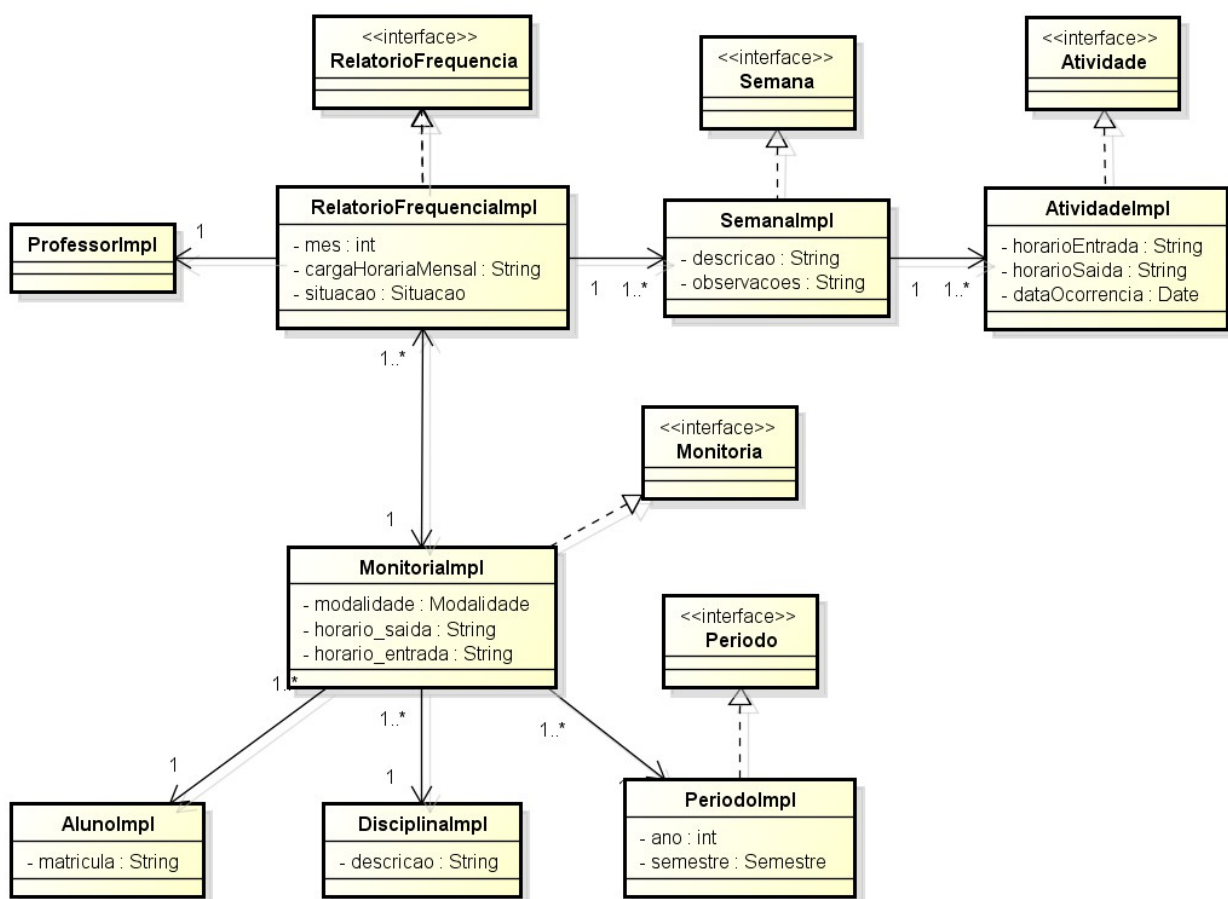 <<interface>>
RelatorioFrequencia
<<interface>>
Semana
<<interface>>
Atividade
ProfessorImpl
1
RelatorioFrequenciaImpl
- mes : int
- cargaHorariaMensal : String
- situacao : Situacao
1
1..*
SemanaImpl
- descricao : String
- observacoes : String
1
1..*
AtividadeImpl
- horarioEntrada : String
- horarioSaida : String
- dataOcorrencia : Date
1..*
1
<<interface>>
Monitoria
MonitoriaImpl
- modalidade : Modalidade
- horario_saida : String
- horario_entrada : String
<<interface>>
Periodo
1..*
1..*
1..*
1
1
AlunoImpl
- matricula : String
DisciplinaImpl
- descricao : String
PeriodoImpl
- ano : int
- semestre : Semestre